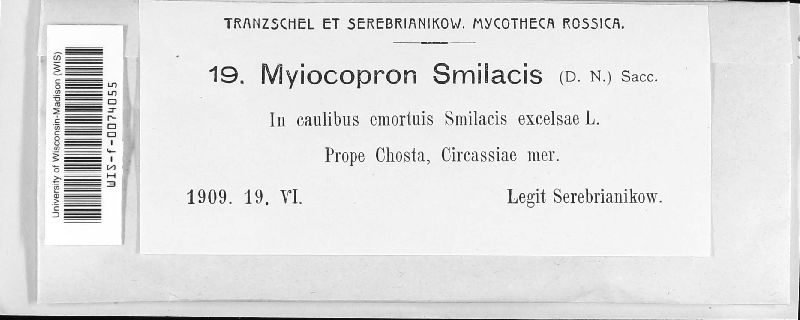 TRANZSCHEL ET SEREBRIANIKOW. MYCOTHECA ROSSICA.
19. Myiocopron Smilacis (D. N.) Sacc.
In caulibus emortuis Smilacis excelsae L.
Prope Chosta, Circassiae mer.
1909. 19. VI.
Legit Serebrianikow.
University of Wisconsin-Madison (WIS)
WIS-f-0074055